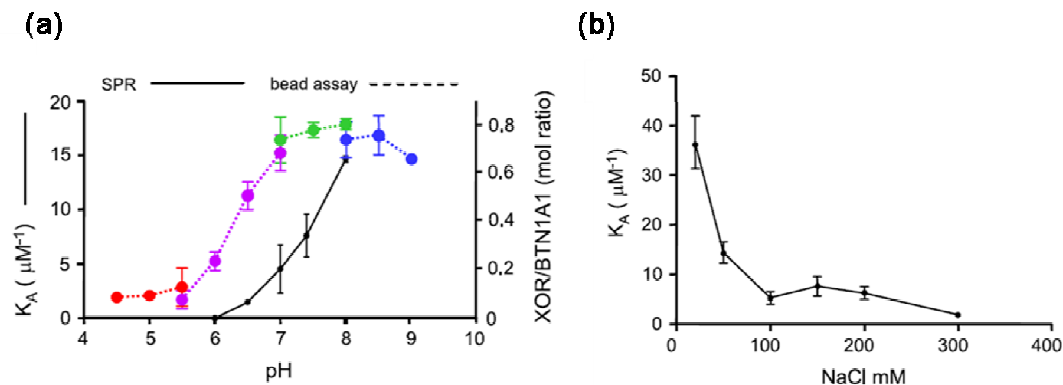 (a)
SPR bead assay
20
15
10
5
0
K_A ( µM⁻¹)
4 5 6 7 8 9 10
pH
0.8
0.6
0.4
0.2
0
XOR/BTN1A1 (mol ratio)
(b)
50
40
30
20
10
0
K_A ( µM⁻¹)
0 100 200 300 400
NaCl mM